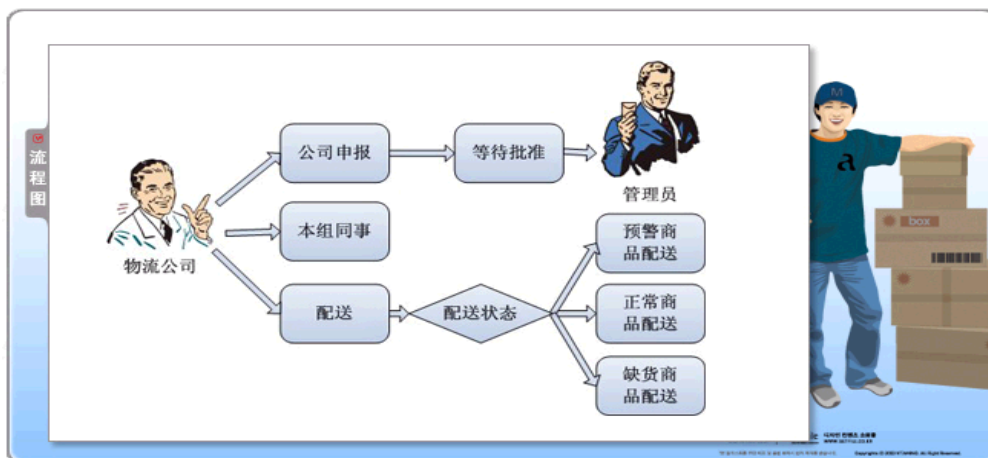 流程图
公司申报
等待批准
管理员
物流公司
本组同事
配送
配送状态
预警商
品配送
正常商
品配送
缺货商
品配送
M
a
box